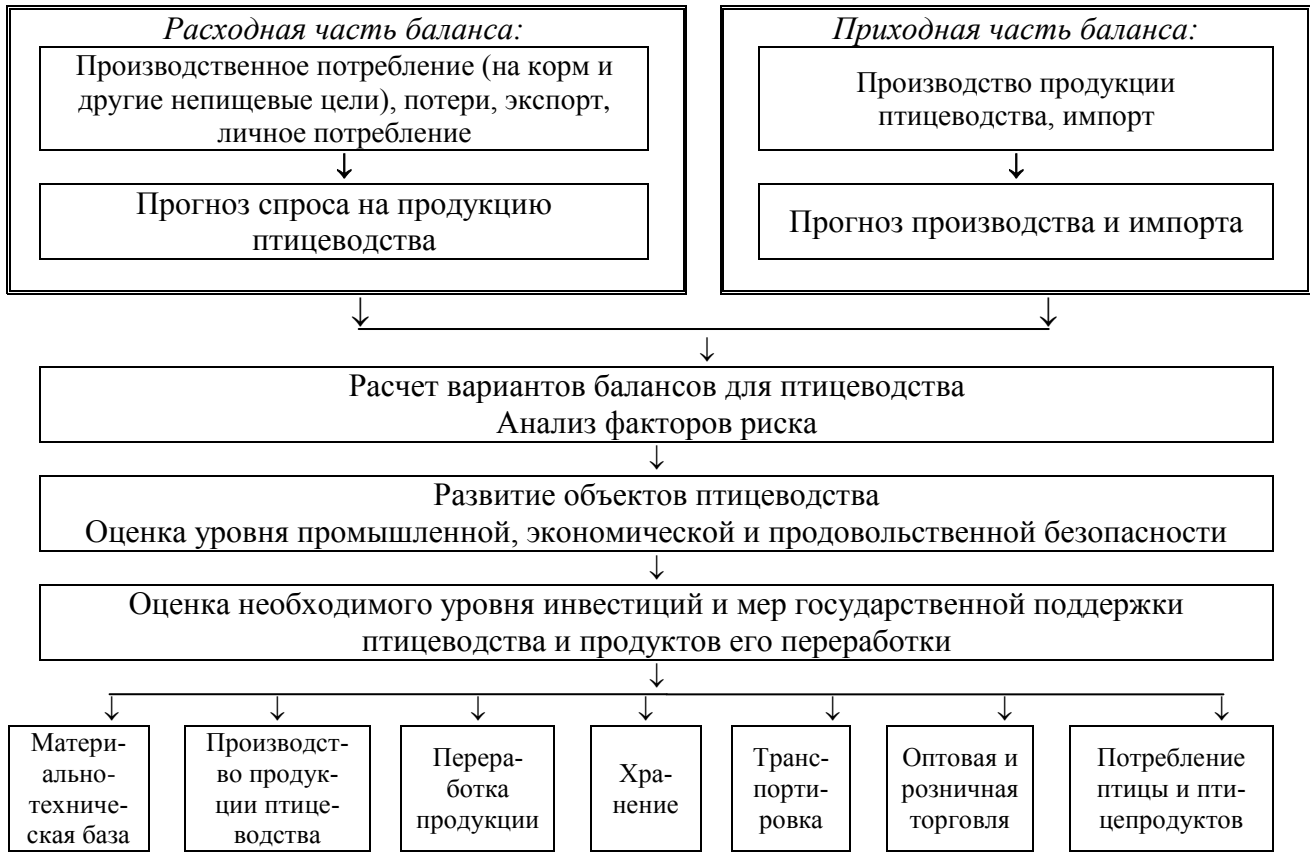 Расходная часть баланса:
Производственное потребление (на корм и
другие непищевые цели), потери, экспорт,
личное потребление
Прогноз спроса на продукцию
птицеводства
Приходная часть баланса:
Производство продукции
птицеводства, импорт
Прогноз производства и импорта
Расчет вариантов балансов для птицеводства
Анализ факторов риска
Развитие объектов птицеводства
Оценка уровня промышленной, экономической и продовольственной безопасности
Оценка необходимого уровня инвестиций и мер государственной поддержки
птицеводства и продуктов его переработки
Матери-
ально-
техниче-
ская база
Производст-
во продук-
ции птице-
водства
Перера-
ботка
продукции
Хра-
нение
Транс-
порти-
ровка
Оптовая и
розничная
торговля
Потребление
птицы и пти-
цепродуктов